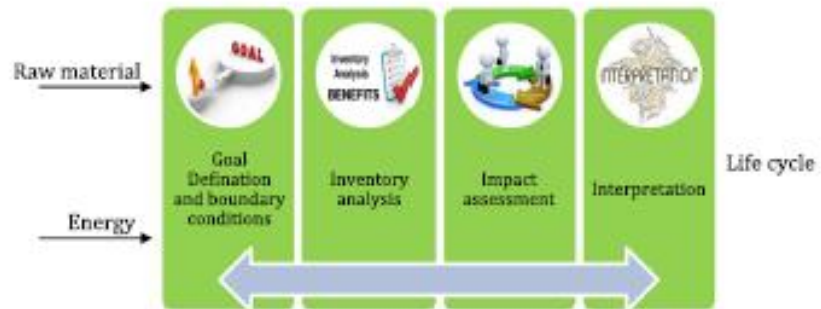 Raw material
Energy
GOAL
Goal
Defination
and boundary
conditions
Inventory
Analysis
BENEFITS
Inventory
analysis
Impact
assessment
INTERPRETATION
Interpretation
Life cycle